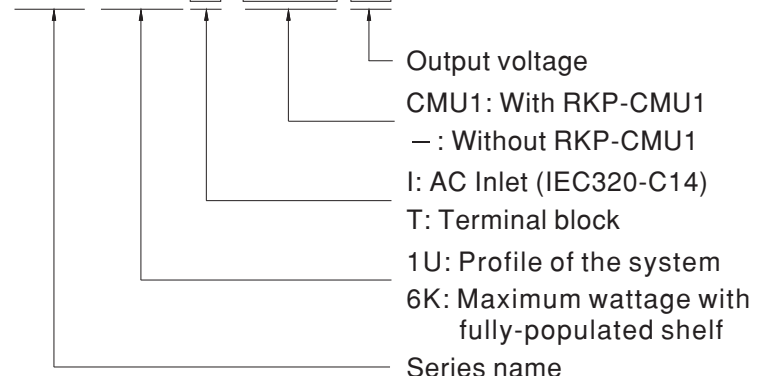 Output voltage
CMU1: With RKP-CMU1
– : Without RKP-CMU1
I: AC Inlet (IEC320-C14)
T: Terminal block
1U: Profile of the system
6K: Maximum wattage with
fully-populated shelf
Series name